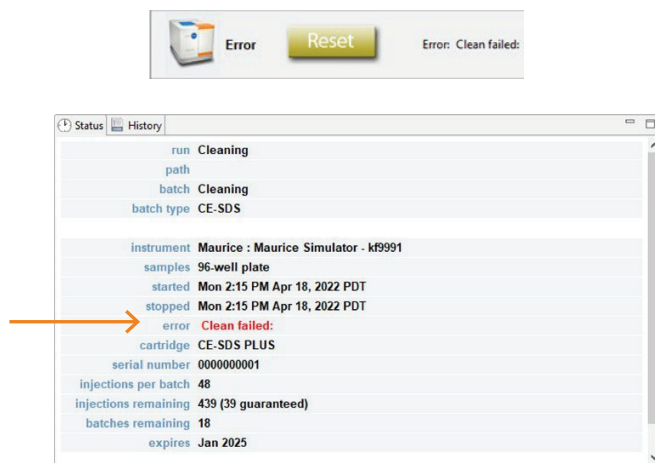 Error Reset Error: Clean failed:
Status History
run Cleaning
path
batch Cleaning
batch type CE-SDS
instrument Maurice : Maurice Simulator - kf9991
samples 96-well plate
started Mon 2:15 PM Apr 18, 2022 PDT
stopped Mon 2:15 PM Apr 18, 2022 PDT
error Clean failed:
cartridge CE-SDS PLUS
serial number 0000000001
injections per batch 48
injections remaining 439 (39 guaranteed)
batches remaining 18
expires Jan 2025